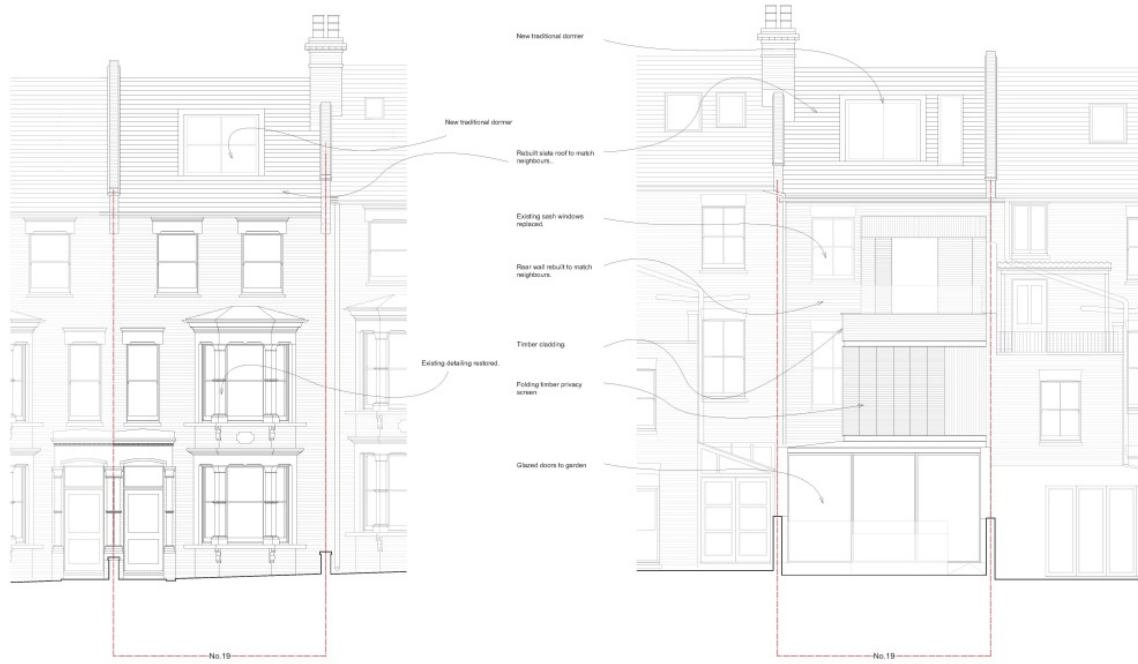 New traditional dormer
New traditional dormer
Rebuilt slate roof to match
neighbours..
Existing sash windows
replaced.
Rear wall rebuilt to match
neighbours.
Timber cladding.
Existing detailing restored.
Folding timber privacy
screen
Glazed doors to garden
No.19
No.19